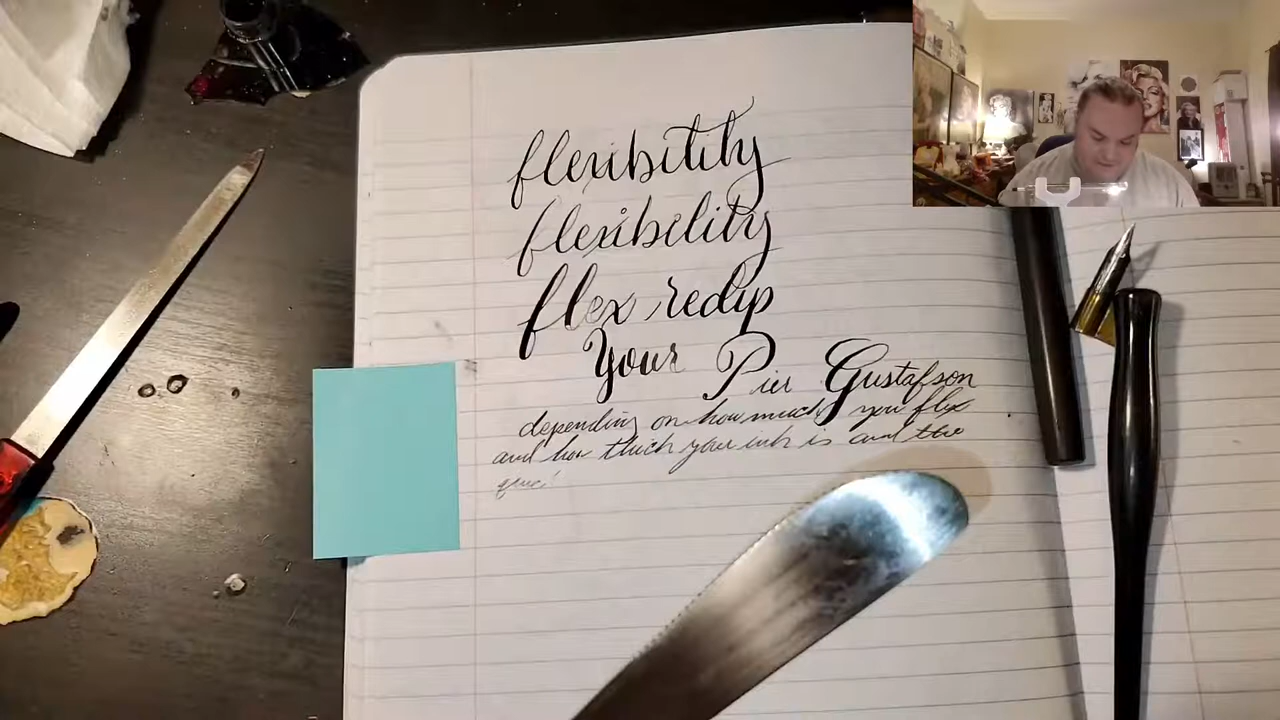 flexibility
flexibility
flex redip
Your Pier Gustafson
depending on how much you flex
and how thick your ink is and the